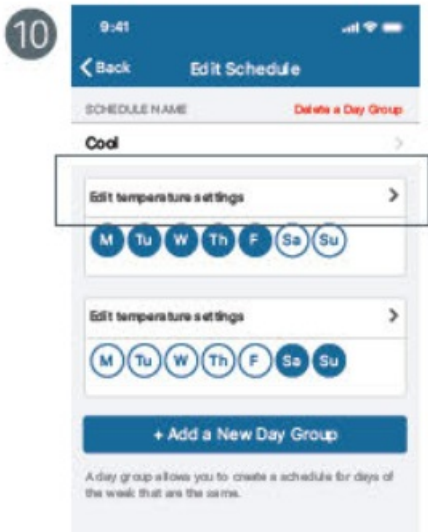 10
9:41
Back Edit Schedule
SCHEDULE NAME Delete a Day Group
Cool
Edit temperature settings
M Tu W Th F Sa Su
Edit temperature settings
M Tu W Th F Sa Su
+ Add a New Day Group
A day group allows you to create a schedule for days of
the week that are the same.